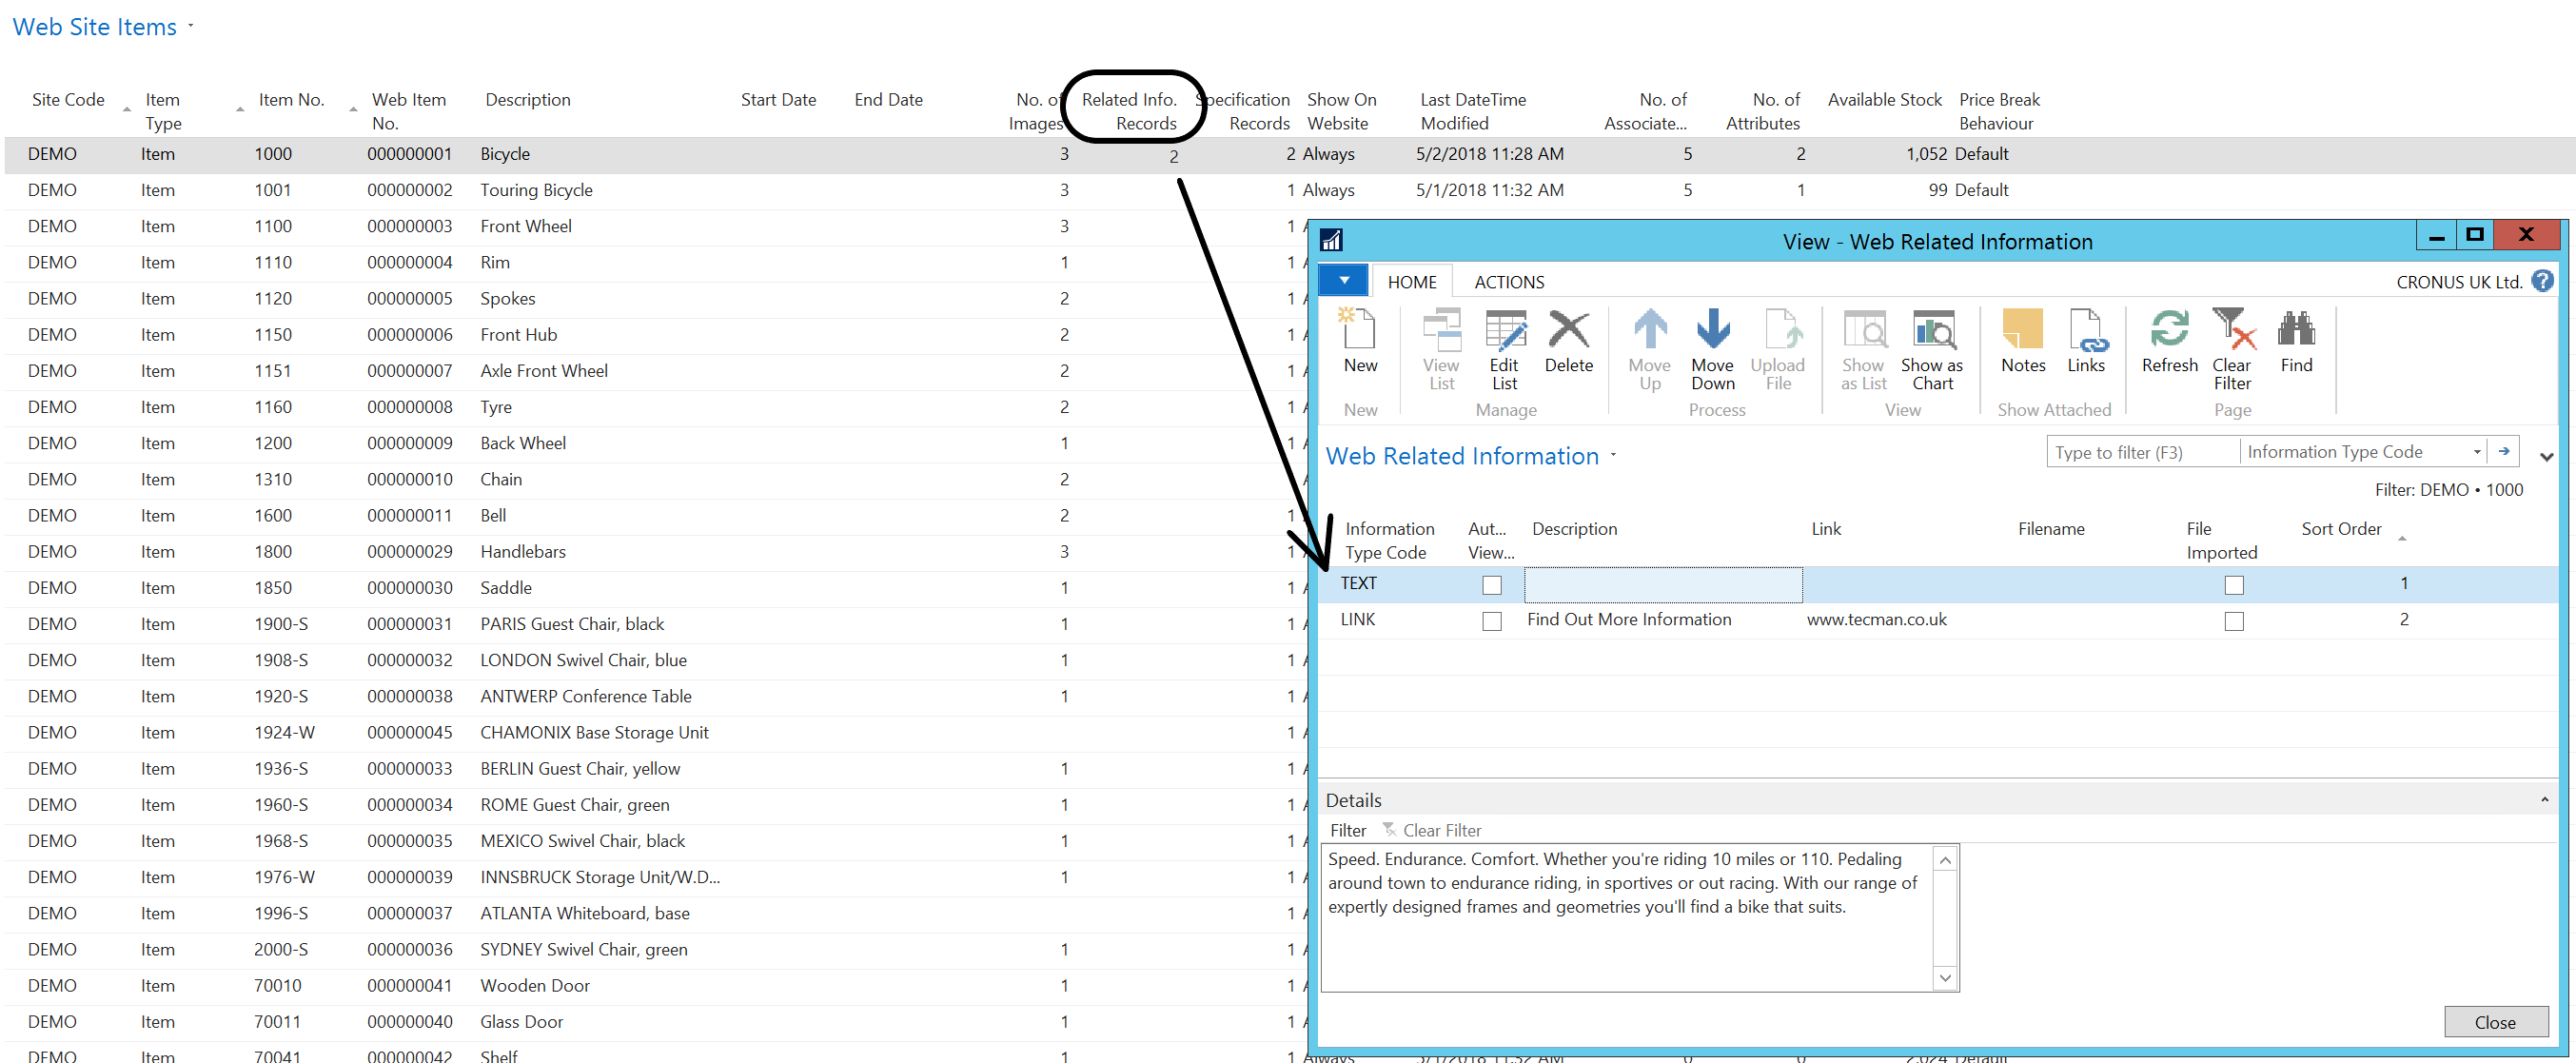 Web Site Items
Site Code Item Type Item No. Web Item No. Description Start Date End Date No. of Images Related Info. Records Specification Records Show On Website Last DateTime Modified No. of Associate... No. of Attributes Available Stock Price Break Behaviour
DEMO Item 1000 000000001 Bicycle 3 2 2 Always 5/2/2018 11:28 AM 5 2 1,052 Default
DEMO Item 1001 000000002 Touring Bicycle 3 1 Always 5/1/2018 11:32 AM 5 1 99 Default
DEMO Item 1100 000000003 Front Wheel 3 1
DEMO Item 1110 000000004 Rim 1 1
DEMO Item 1120 000000005 Spokes 2 1
DEMO Item 1150 000000006 Front Hub 2 1
DEMO Item 1151 000000007 Axle Front Wheel 2 1
DEMO Item 1160 000000008 Tyre 2 1
DEMO Item 1200 000000009 Back Wheel 1 1
DEMO Item 1310 000000010 Chain 2
DEMO Item 1600 000000011 Bell 2 1
DEMO Item 1800 000000029 Handlebars 3 1
DEMO Item 1850 000000030 Saddle 1 1
DEMO Item 1900-S 000000031 PARIS Guest Chair, black 1 1
DEMO Item 1908-S 000000032 LONDON Swivel Chair, blue 1 1
DEMO Item 1920-S 000000038 ANTWERP Conference Table 1 1
DEMO Item 1924-W 000000045 CHAMONIX Base Storage Unit 1
DEMO Item 1936-S 000000033 BERLIN Guest Chair, yellow 1 1
DEMO Item 1960-S 000000034 ROME Guest Chair, green 1 1
DEMO Item 1968-S 000000035 MEXICO Swivel Chair, black 1 1
DEMO Item 1976-W 000000039 INNSBRUCK Storage Unit/W.D... 1 1
DEMO Item 1996-S 000000037 ATLANTA Whiteboard, base 1
DEMO Item 2000-S 000000036 SYDNEY Swivel Chair, green 1 1
DEMO Item 70010 000000041 Wooden Door 1 1
DEMO Item 70011 000000040 Glass Door 1 1
DEMO Item 70041 000000042 Shelf 1 1 Always
View - Web Related Information
HOME ACTIONS CRONUS UK Ltd.
New View List Edit List Delete Move Up Move Down Upload File Show as List Show as Chart Notes Links Refresh Clear Filter Find
New Manage Process View Show Attached Page
Web Related Information Type to filter (F3) Information Type Code
Filter: DEMO • 1000
Information Type Code Aut... View... Description Link Filename File Imported Sort Order
TEXT 1
LINK Find Out More Information www.tecman.co.uk 2
Details
Filter Clear Filter
Speed. Endurance. Comfort. Whether you're riding 10 miles or 110. Pedaling
around town to endurance riding, in sportives or out racing. With our range of
expertly designed frames and geometries you'll find a bike that suits.
Close